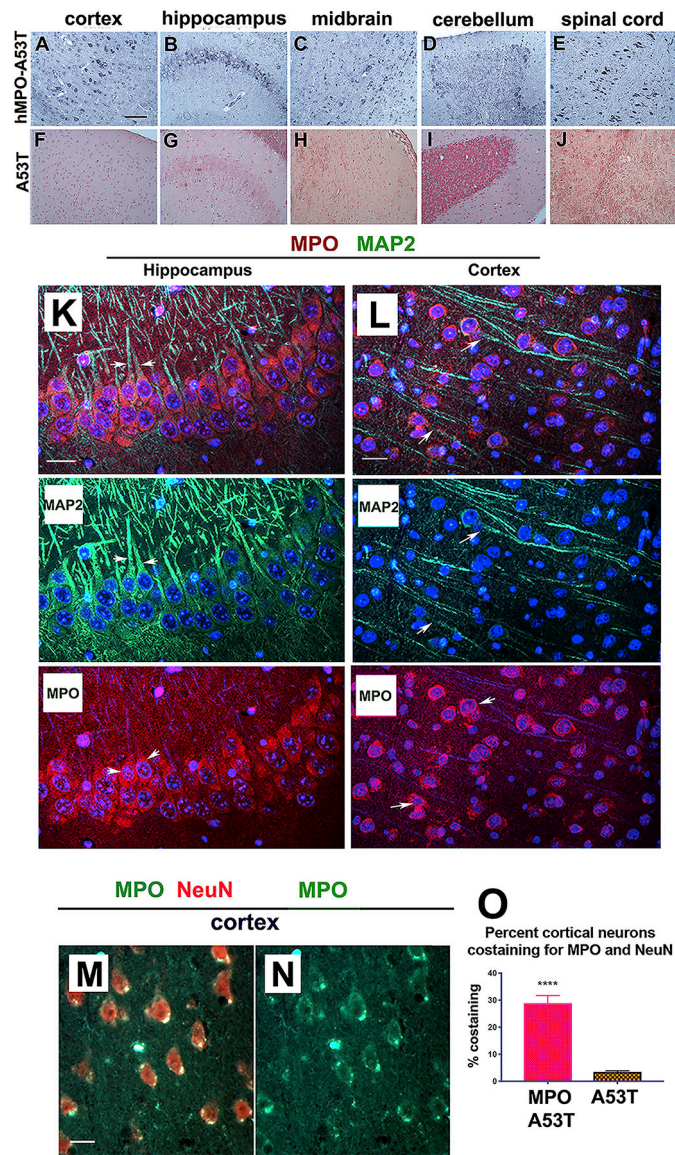 cortex hippocampus midbrain cerebellum spinal cord
hMPO-A53T
A B C D E
A53T
F G H I J
MPO MAP2
Hippocampus Cortex
K L
MAP2 MAP2
MPO MPO
MPO NeuN MPO
cortex
M N
O
Percent cortical neurons
costaining for MPO and NeuN
% costaining
40
30
20
10
0
****
MPO A53T
A53T